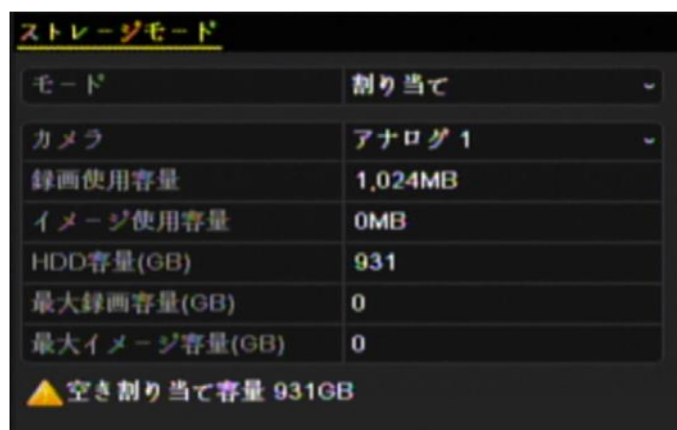 ストレージモード
モード 割り当て
カメラ アナログ 1
録画使用容量 1,024MB
イメージ使用容量 0MB
HDD容量(GB) 931
最大録画容量(GB) 0
最大イメージ容量(GB) 0
空き割り当て容量 931GB